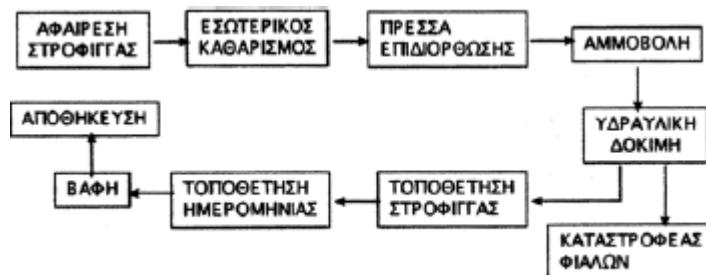 ΑΦΑΙΡΕΣΗ
ΣΤΡΟΦΙΓΓΑΣ
ΕΣΩΤΕΡΙΚΟΣ
ΚΑΘΑΡΙΣΜΟΣ
ΠΡΕΣΣΑ
ΕΠΙΔΙΟΡΘΩΣΗΣ
ΑΜΜΟΒΟΛΗ
ΥΔΡΑΥΛΙΚΗ
ΔΟΚΙΜΗ
ΚΑΤΑΣΤΡΟΦΕΑΣ
ΦΙΑΛΩΝ
ΤΟΠΟΘΕΤΗΣΗ
ΣΤΡΟΦΙΓΓΑΣ
ΤΟΠΟΘΕΤΗΣΗ
ΗΜΕΡΟΜΗΝΙΑΣ
ΒΑΦΗ
ΑΠΟΘΗΚΕΥΣΗ